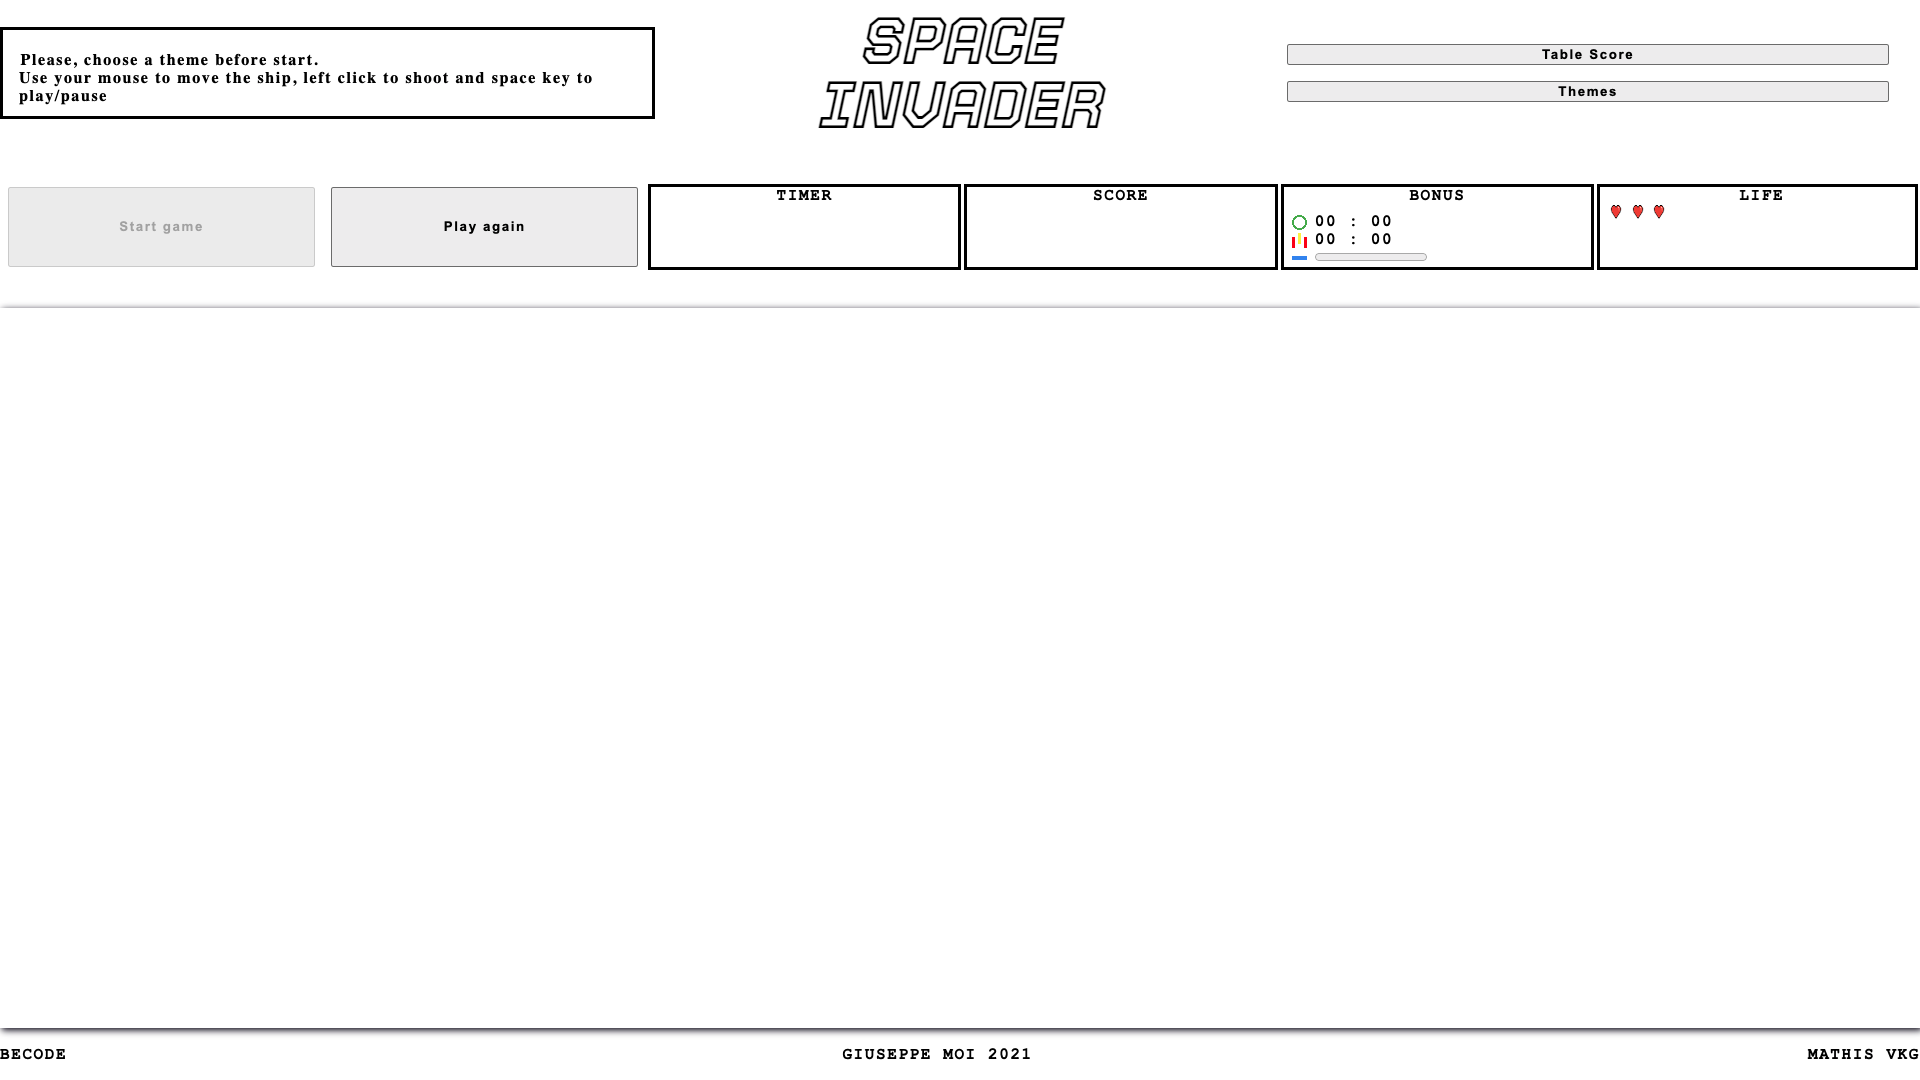 Please, choose a theme before start.
Use your mouse to move the ship, left click to shoot and space key to
play/pause
SPACE
INVADER
Table Score
Themes
Start game
Play again
TIMER
SCORE
BONUS
00 : 00
00 : 00
LIFE
BECODE
GIUSEPPE MOI 2021
MATHIS VKG